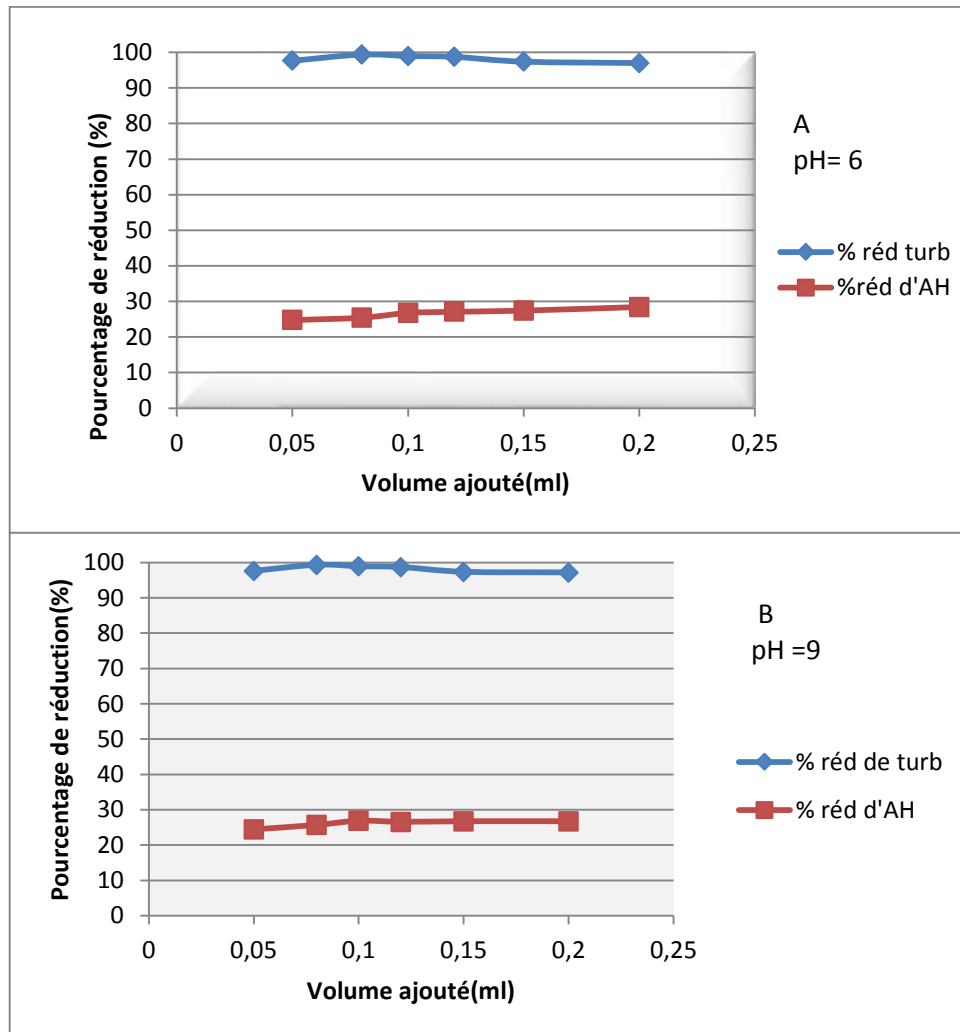 Pourcentage de réduction (%)
100
90
80
70
60
50
40
30
20
10
0
0
0,05
0,1
0,15
0,2
0,25
Volume ajouté(ml)
A
pH= 6
% réd turb
%réd d'AH
Pourcentage de réduction(%)
100
90
80
70
60
50
40
30
20
10
0
0
0,05
0,1
0,15
0,2
0,25
Volume ajouté(ml)
B
pH =9
% réd de turb
% réd d'AH